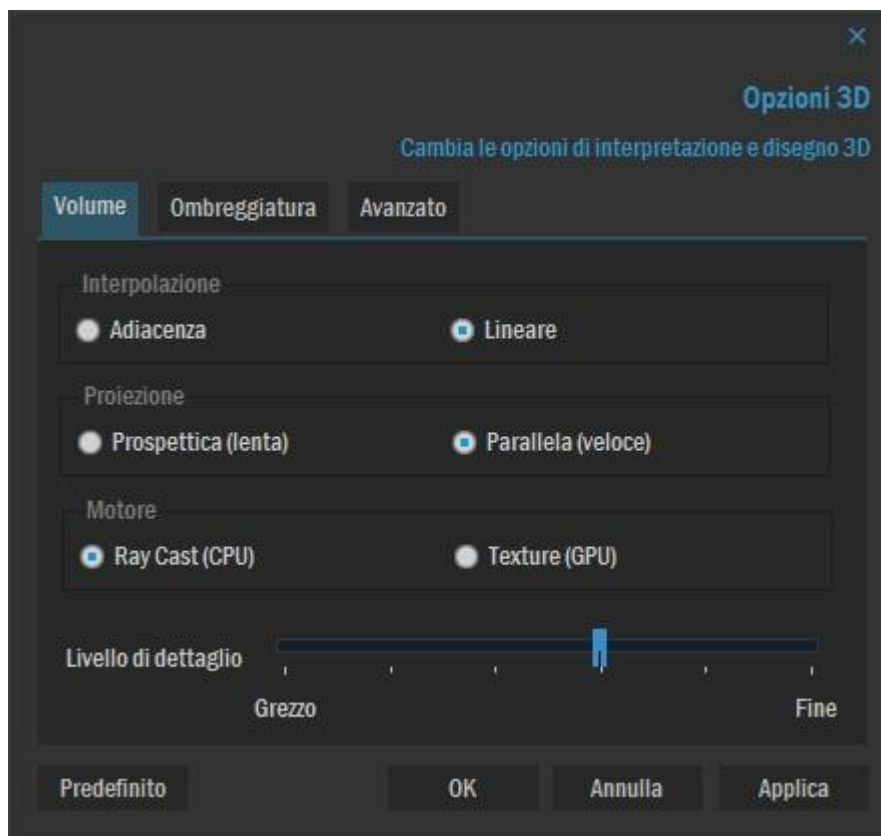 Opzioni 3D
Cambia le opzioni di interpretazione e disegno 3D
Volume Ombreggiatura Avanzato
Interpolazione
Adiacenza Lineare
Proiezione
Prospettica (lenta) Parallela (veloce)
Motore
Ray Cast (CPU) Texture (GPU)
Livello di dettaglio
Grezzo Fine
Predefinito OK Annulla Applica